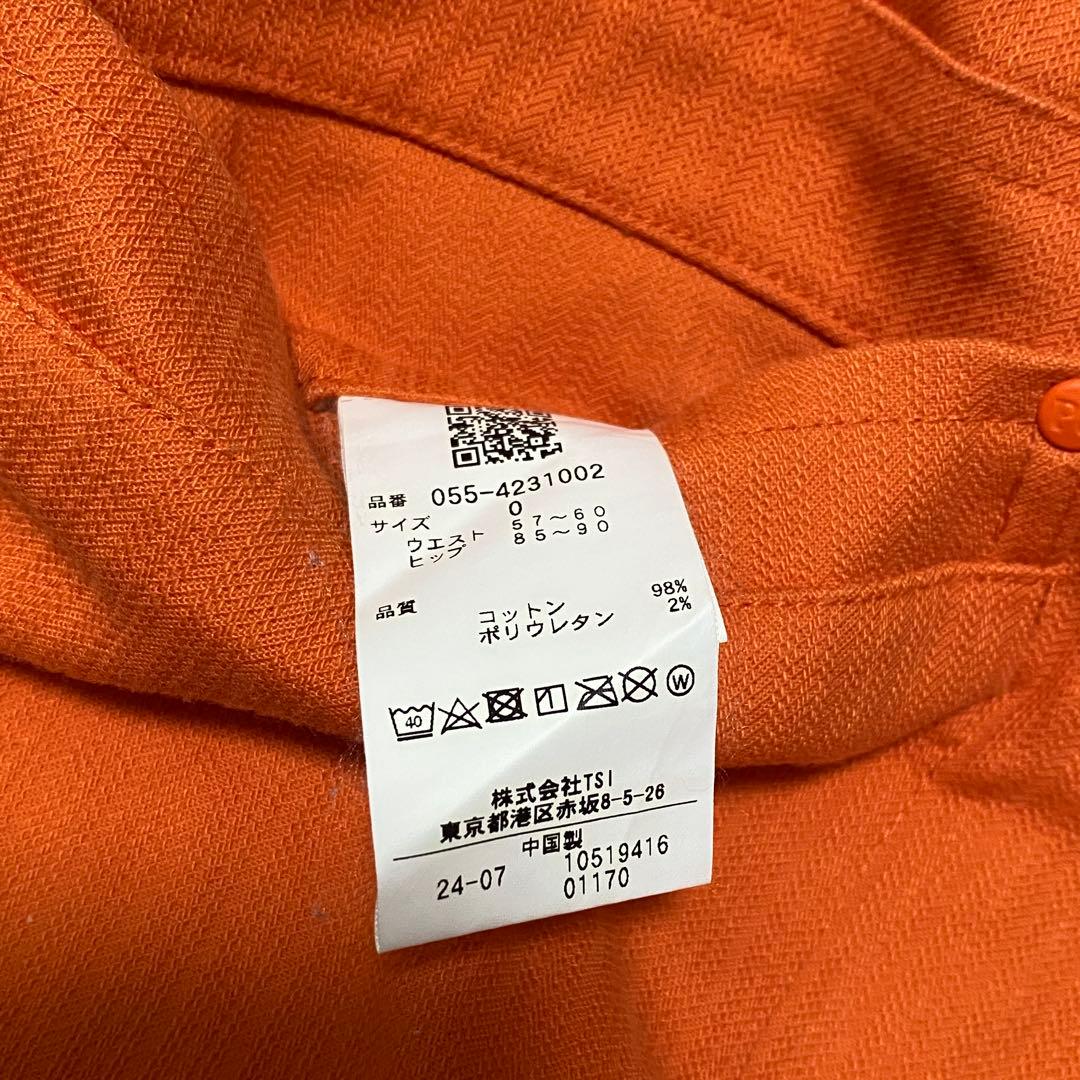 品番 055-4231002
サイズ 0
ウエスト 57〜60
ヒップ 85〜90
品質 コットン 98%
ポリウレタン 2%
40 W
株式会社TSI
東京都港区赤坂8-5-26
中国製
24-07 10519416
01170